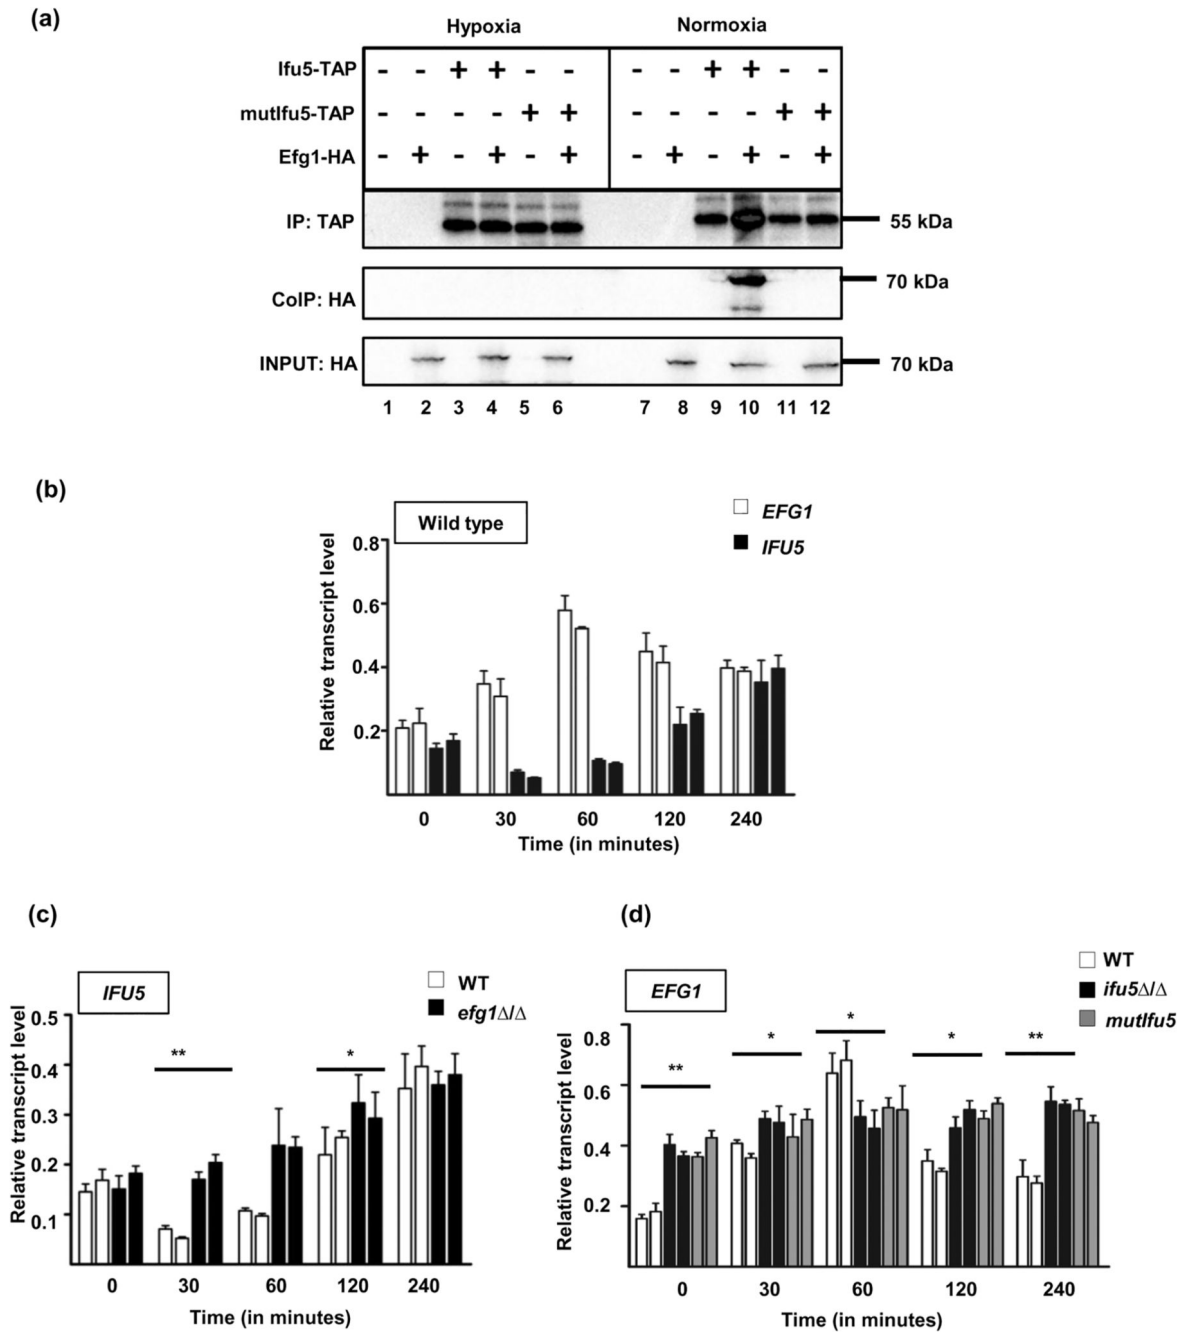 (a)
Hypoxia Normoxia
Ifu5-TAP - - + + - - - - + + - -
mutIfu5-TAP - - - - + + - - - - + +
Efg1-HA - + - + - + - + - + - +
IP: TAP 55 kDa
CoIP: HA 70 kDa
INPUT: HA 70 kDa
1 2 3 4 5 6 7 8 9 10 11 12
(b)
Wild type
EFG1
IFU5
Relative transcript level
0.8
0.6
0.4
0.2
0 30 60 120 240
Time (in minutes)
(c)
IFU5
WT
efg1Δ/Δ
Relative transcript level
0.5
0.4
0.3
0.2
0.1
** *
0 30 60 120 240
Time (in minutes)
(d)
EFG1
WT
ifu5Δ/Δ
mutIfu5
Relative transcript level
0.8
0.6
0.4
0.2
** * * * **
0 30 60 120 240
Time (in minutes)